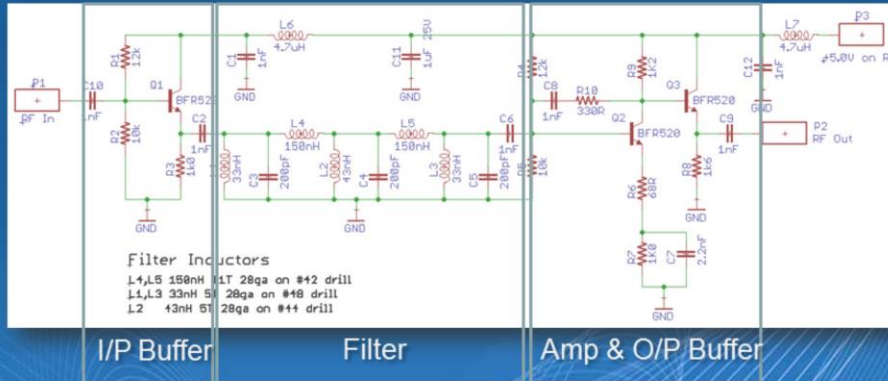 L6
4.7uH
25V
L7
4.7uH
P3
+5.0V on R
R1
12k
C1
1nF
C11
1uF
GND
GND
12k
R9
1K2
C12
1nF
GND
P1
RF In
C10
1nF
Q1
BFR520
C8
1nF
R10
330R
Q3
BFR520
Q2
BFR520
R2
10k
C2
1nF
L4
150nH
L5
150nH
C6
1nF
C9
1nF
P2
RF Out
R3
1k0
33nH
C3
200pF
L2
43nH
C4
200pF
L3
33nH
C5
200pF
10k
R6
68R
R8
1k6
GND
GND
GND
R7
1K0
C7
2.2nF
GND
Filter Inductors
L4,L5 150nH 11T 28ga on #42 drill
L1,L3 33nH 5T 28ga on #48 drill
L2 43nH 5T 28ga on #44 drill
I/P Buffer
Filter
Amp & O/P Buffer